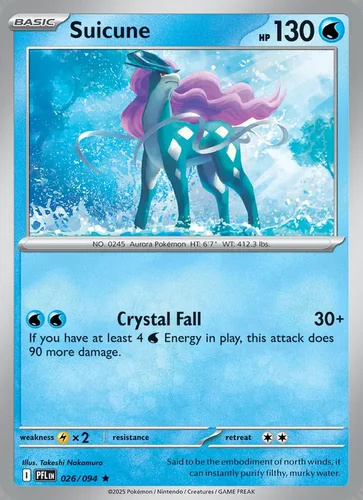 BASIC
Suicune
HP 130
NO. 0245 Aurora Pokémon HT: 6'7" WT: 412.3 lbs.
Crystal Fall 30+
If you have at least 4 Energy in play, this attack does
90 more damage.
weakness ×2 resistance retreat
Illus. Takeshi Nakamura
Said to be the embodiment of north winds, it
can instantly purify filthy, murky water.
I PFL EN 026/094 ★
©2025 Pokémon / Nintendo / Creatures / GAME FREAK